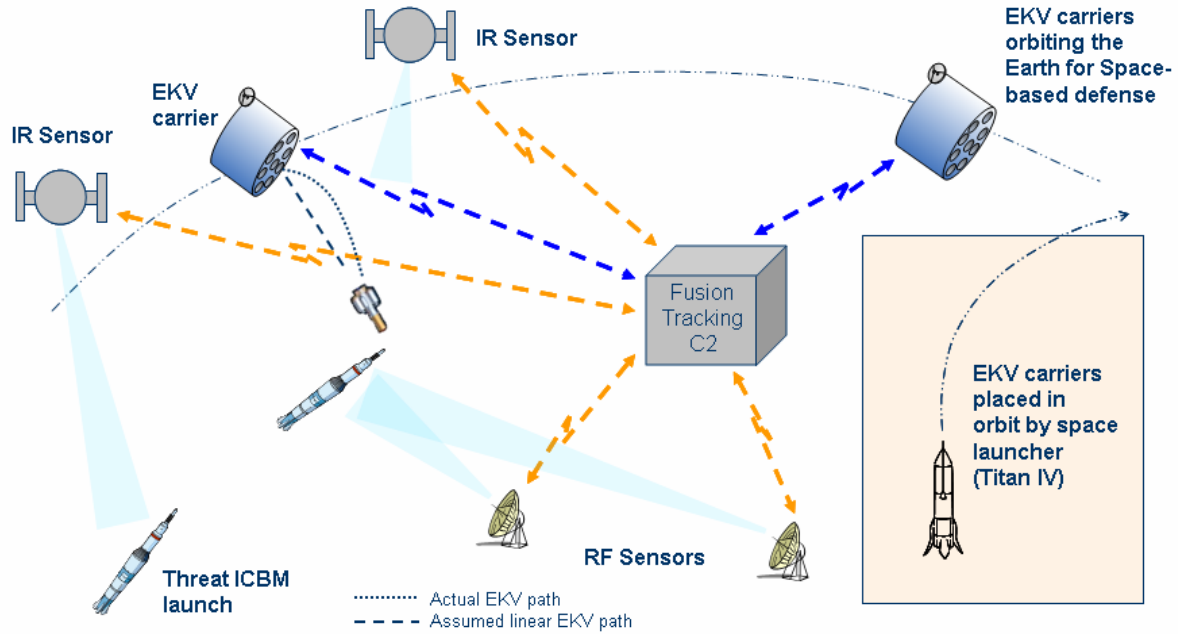 IR Sensor
EKV carriers
orbiting the
Earth for Space-
based defense
EKV
carrier
IR Sensor
Fusion
Tracking
C2
EKV carriers
placed in
orbit by space
launcher
(Titan IV)
RF Sensors
Threat ICBM
launch
Actual EKV path
Assumed linear EKV path